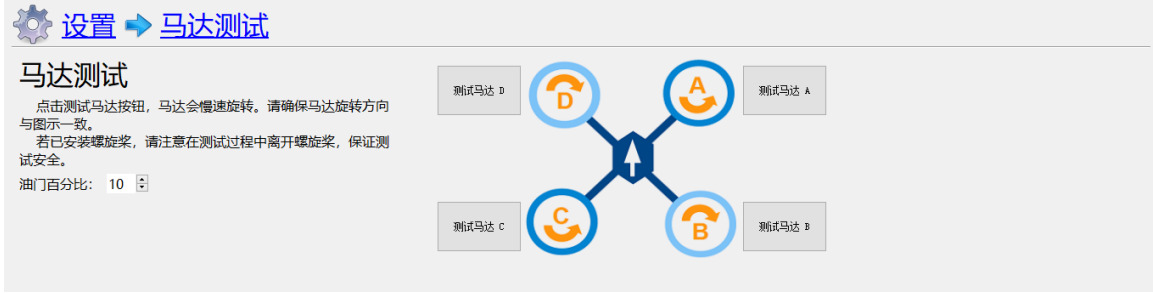 设置 马达测试
马达测试
点击测试马达按钮，马达会慢速旋转。请确保马达旋转方向
与图示一致。
若已安装螺旋桨，请注意在测试过程中离开螺旋桨，保证测
试安全。
油门百分比： 10
测试马达 D
D
A
测试马达 A
测试马达 C
C
B
测试马达 B